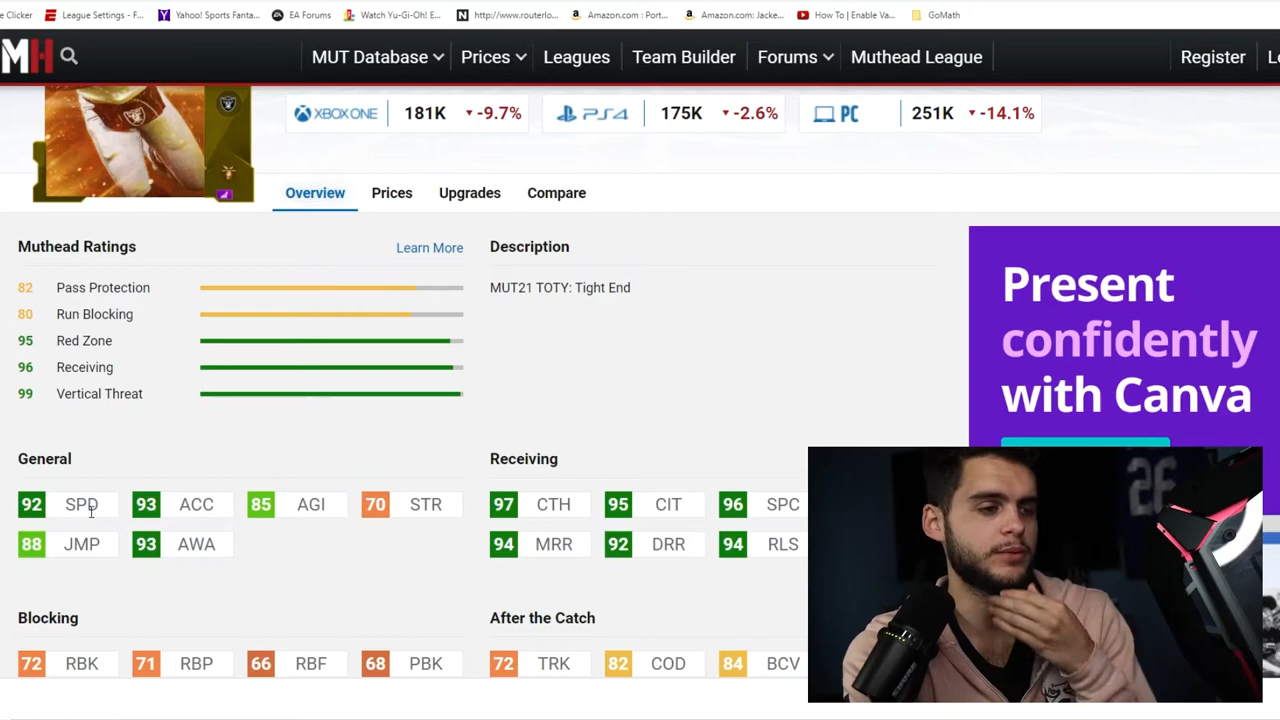 e Clicker League Settings - F... Yahoo! Sports Fanta... EA Forums Watch Yu-Gi-Oh! E... http://www.routerlo... Amazon.com : Port... Amazon.com: Jacke... How To | Enable Va... GoMath
MH MUT Database Prices Leagues Team Builder Forums Muthead League Register L
XBOX ONE 181K -9.7% PS4 175K -2.6% PC 251K -14.1%
Overview Prices Upgrades Compare
Muthead Ratings Learn More
82 Pass Protection
80 Run Blocking
95 Red Zone
96 Receiving
99 Vertical Threat
Description
MUT21 TOTY: Tight End
Present
confidently
with Canva
General
92 SPD 93 ACC 85 AGI 70 STR
88 JMP 93 AWA
Receiving
97 CTH 95 CIT 96 SPC
94 MRR 92 DRR 94 RLS
Blocking
72 RBK 71 RBP 66 RBF 68 PBK
After the Catch
72 TRK 82 COD 84 BCV
26